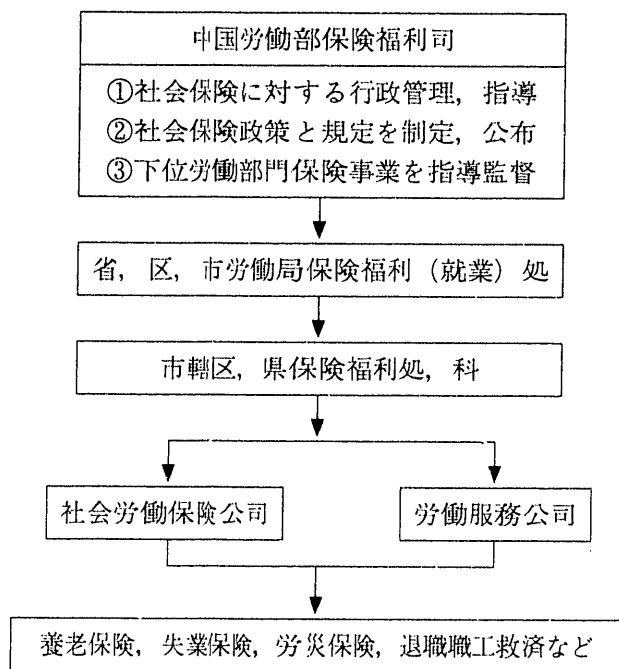 中国労働部保険福利司
①社会保険に対する行政管理，指導
②社会保険政策と規定を制定，公布
③下位労働部門保険事業を指導監督
省，区，市労働局保険福利（就業）処
市轄区，県保険福利処，科
社会労働保険公司
労働服務公司
養老保険，失業保険，労災保険，退職職工救済など